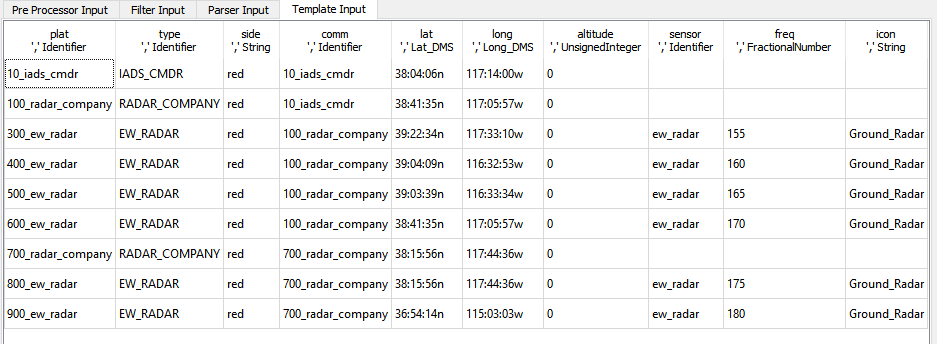 Pre Processor Input Filter Input Parser Input Template Input
plat type side comm lat long altitude sensor freq icon
',' Identifier ',' Identifier ',' String ',' Identifier ',' Lat_DMS ',' Long_DMS ',' UnsignedInteger ',' Identifier ',' FractionalNumber ',' String
10_iads_cmdr IADS_CMDR red 10_iads_cmdr 38:04:06n 117:14:00w 0
100_radar_company RADAR_COMPANY red 10_iads_cmdr 38:41:35n 117:05:57w 0
300_ew_radar EW_RADAR red 100_radar_company 39:22:34n 117:33:10w 0 ew_radar 155 Ground_Radar
400_ew_radar EW_RADAR red 100_radar_company 39:04:09n 116:32:53w 0 ew_radar 160 Ground_Radar
500_ew_radar EW_RADAR red 100_radar_company 39:03:39n 116:33:34w 0 ew_radar 165 Ground_Radar
600_ew_radar EW_RADAR red 100_radar_company 38:41:35n 117:05:57w 0 ew_radar 170 Ground_Radar
700_radar_company RADAR_COMPANY red 700_radar_company 38:15:56n 117:44:36w 0
800_ew_radar EW_RADAR red 700_radar_company 38:15:56n 117:44:36w 0 ew_radar 175 Ground_Radar
900_ew_radar EW_RADAR red 700_radar_company 36:54:14n 115:03:03w 0 ew_radar 180 Ground_Radar